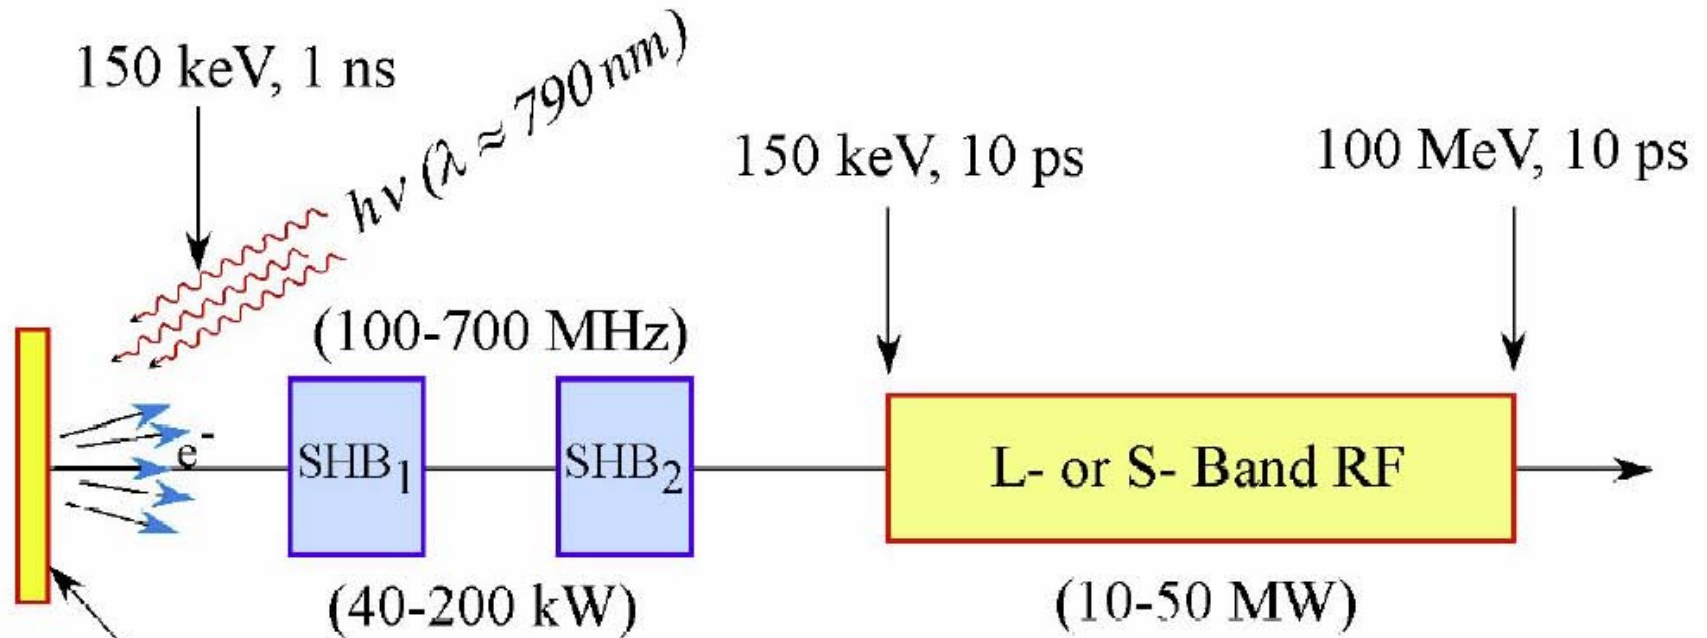 150 keV, 1 ns
hν (λ ≈ 790 nm)
150 keV, 10 ps
100 MeV, 10 ps
(100-700 MHz)
e-
SHB1
SHB2
L- or S- Band RF
(40-200 kW)
(10-50 MW)